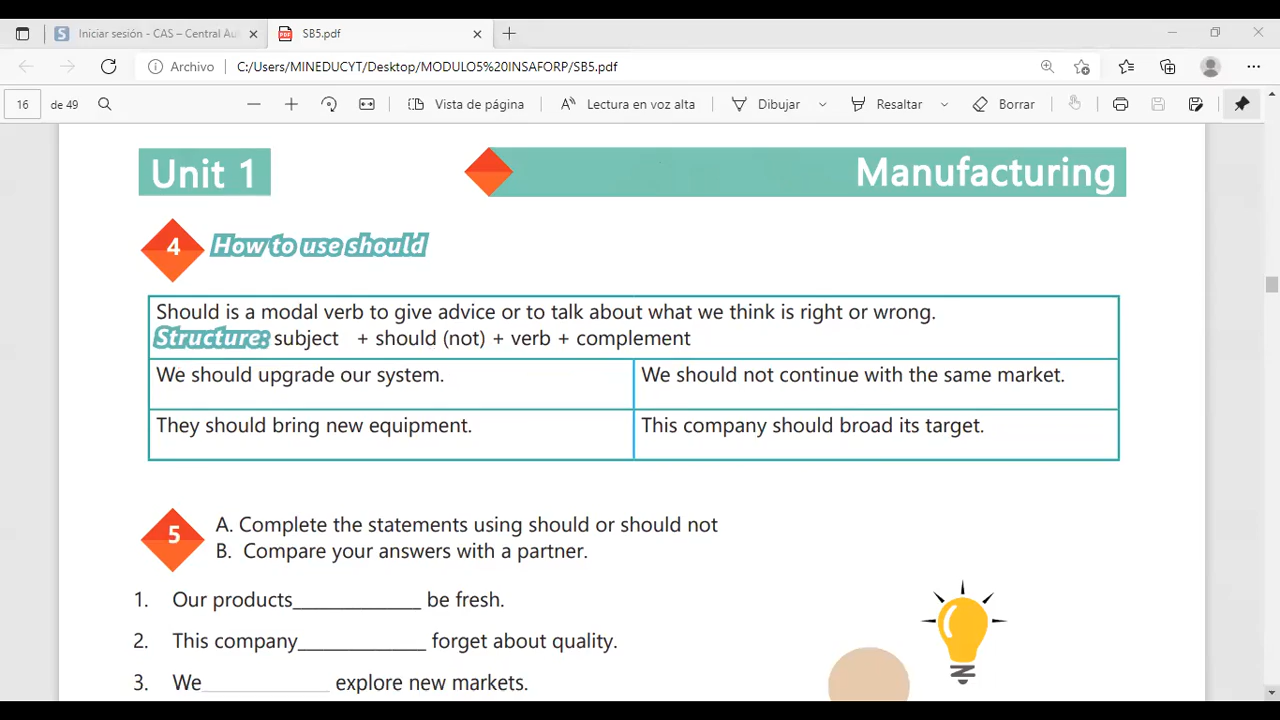 Iniciar sesión - CAS – Central Au
SB5.pdf
Archivo
C:/Users/MINEDUCYT/Desktop/MODULO5%20INSAFORP/SB5.pdf
16 de 49
Vista de página
Lectura en voz alta
Dibujar
Resaltar
Borrar
Unit 1
Manufacturing
4 How to use should
Should is a modal verb to give advice or to talk about what we think is right or wrong.
Structure: subject + should (not) + verb + complement
We should upgrade our system.
We should not continue with the same market.
They should bring new equipment.
This company should broad its target.
5
A. Complete the statements using should or should not
B. Compare your answers with a partner.
1. Our products_____________ be fresh.
2. This company_____________ forget about quality.
3. We_____________ explore new markets.